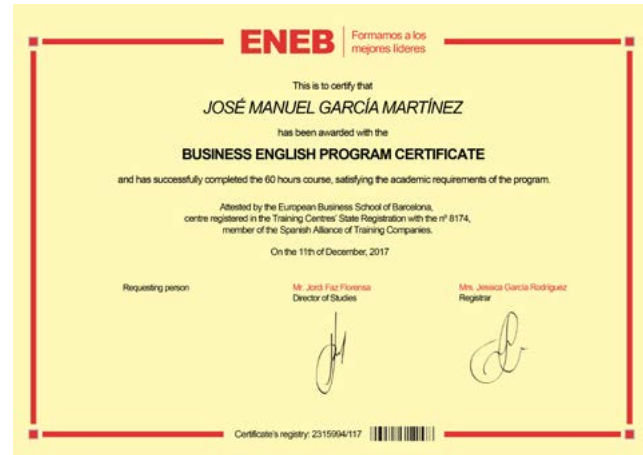 ENEB
Formamos a los
mejores líderes
This is to certify that
JOSÉ MANUEL GARCÍA MARTÍNEZ
has been awarded with the
BUSINESS ENGLISH PROGRAM CERTIFICATE
and has successfully completed the 60 hours course, satisfying the academic requirements of the program.
Attested by the European Business School of Barcelona,
centre registered in the Training Centres' State Registration with the nº 8174,
member of the Spanish Alliance of Training Companies.
On the 11th of December, 2017
Requesting person
Mr. Jordi Faz Florensa
Director of Studies
Mrs. Jessica García Rodríguez
Registrar
Certificate's registry: 2315994/117